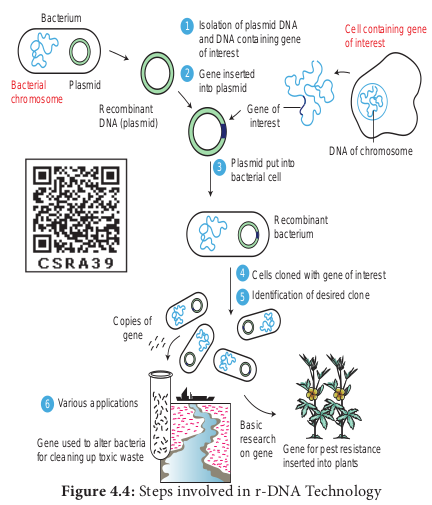 Bacterium
Bacterial
chromosome
Plasmid
1 Isolation of plasmid DNA
and DNA containing gene
of interest
2 Gene inserted
into plasmid
Cell containing gene
of interest
Recombinant
DNA (plasmid)
Gene of
interest
DNA of chromosome
3 Plasmid put into
bacterial cell
CSRA39
Recombinant
bacterium
4 Cells cloned with gene of interest
5 Identification of desired clone
Copies of
gene
6 Various applications
Gene used to alter bacteria
for cleaning up toxic waste
Basic
research
on gene
Gene for pest resistance
inserted into plants
Figure 4.4: Steps involved in r-DNA Technology